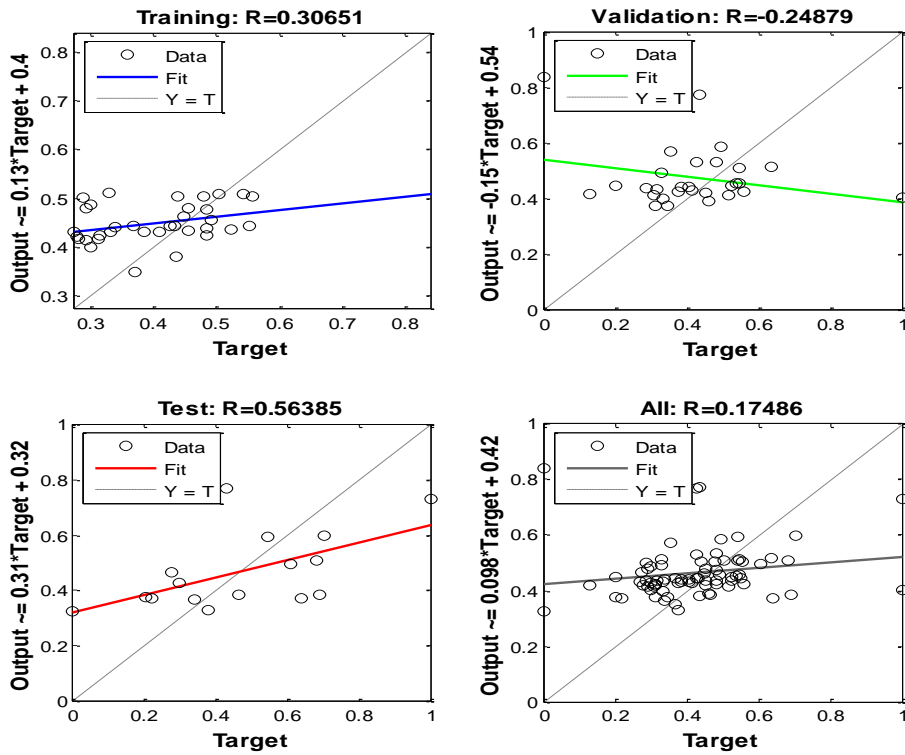 Training: R=0.30651
Data
Fit
Y = T
Output ~= 0.13*Target + 0.4
0.8
0.7
0.6
0.5
0.4
0.3
0.3
0.4
0.5
0.6
0.7
0.8
Target
Validation: R=-0.24879
Data
Fit
Y = T
Output ~= -0.15*Target + 0.54
1
0.8
0.6
0.4
0.2
0
0
0.2
0.4
0.6
0.8
1
Target
Test: R=0.56385
Data
Fit
Y = T
Output ~= 0.31*Target + 0.32
1
0.8
0.6
0.4
0.2
0
0
0.2
0.4
0.6
0.8
1
Target
All: R=0.17486
Data
Fit
Y = T
Output ~= 0.098*Target + 0.42
1
0.8
0.6
0.4
0.2
0
0
0.2
0.4
0.6
0.8
1
Target